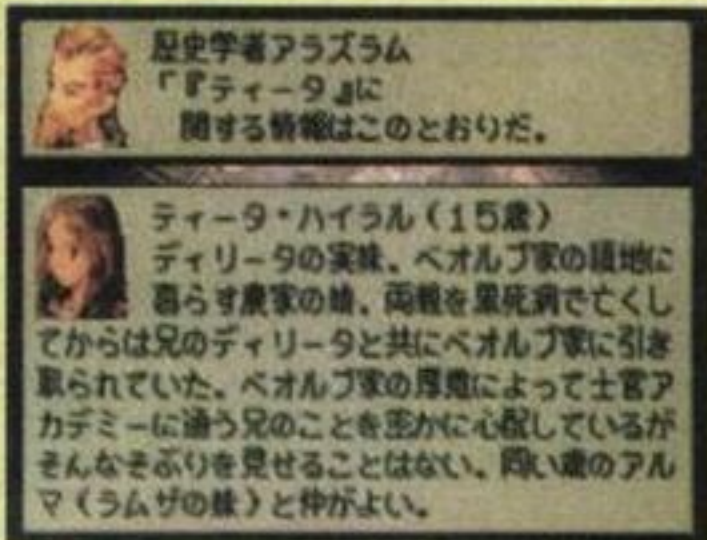 歴史学者アラズラム
「『ティータ』に
関する情報はこのとおりだ。
ティータ・ハイラル(15歳)
ディリータの実妹。ベオルブ家の領地に
暮らす農家の娘。両親を黒死病で亡くし
てからは兄のディリータと共にベオルブ家に引き
取られていた。ベオルブ家の厚意によって士官ア
カデミーに通う兄のことを密かに心配しているが
そんなそぶりを見せることはない。同い歳のアル
マ(ラムザの妹)と仲がよい。